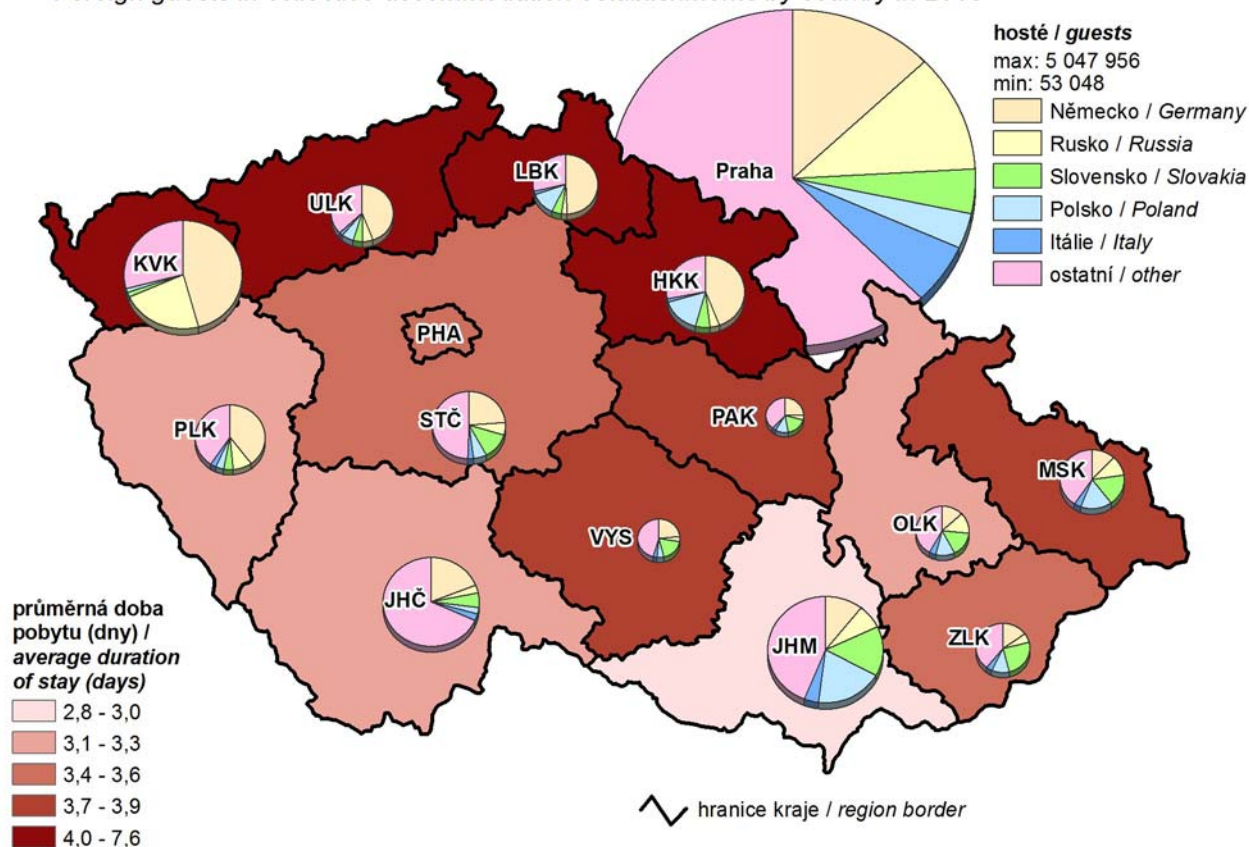 hosté / guests
max: 5 047 956
min: 53 048
Německo / Germany
Rusko / Russia
Slovensko / Slovakia
Polsko / Poland
Itálie / Italy
ostatní / other
Praha
LBK
ULK
KVK
HKK
PHA
PLK
STČ
PAK
MSK
VYS
OLK
JHČ
JHM
ZLK
průměrná doba
pobytu (dny) /
average duration
of stay (days)
2,8 - 3,0
3,1 - 3,3
3,4 - 3,6
3,7 - 3,9
4,0 - 7,6
hranice kraje / region border